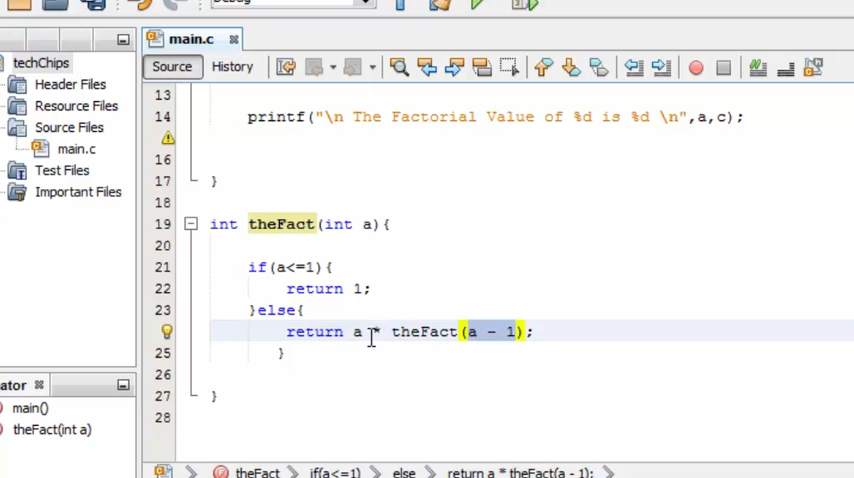 Debug
main.c
techChips
Source History
Header Files
Resource Files
Source Files
main.c
Test Files
Important Files
13
14 printf("\n The Factorial Value of %d is %d \n",a,c);
16
17 }
18
19 int theFact(int a){
20
21 if(a<=1){
22 return 1;
23 }else{
return a * theFact(a - 1);
25 }
26
27 }
28
ator
main()
theFact(int a)
theFact if(a<=1) else return a * theFact(a - 1);